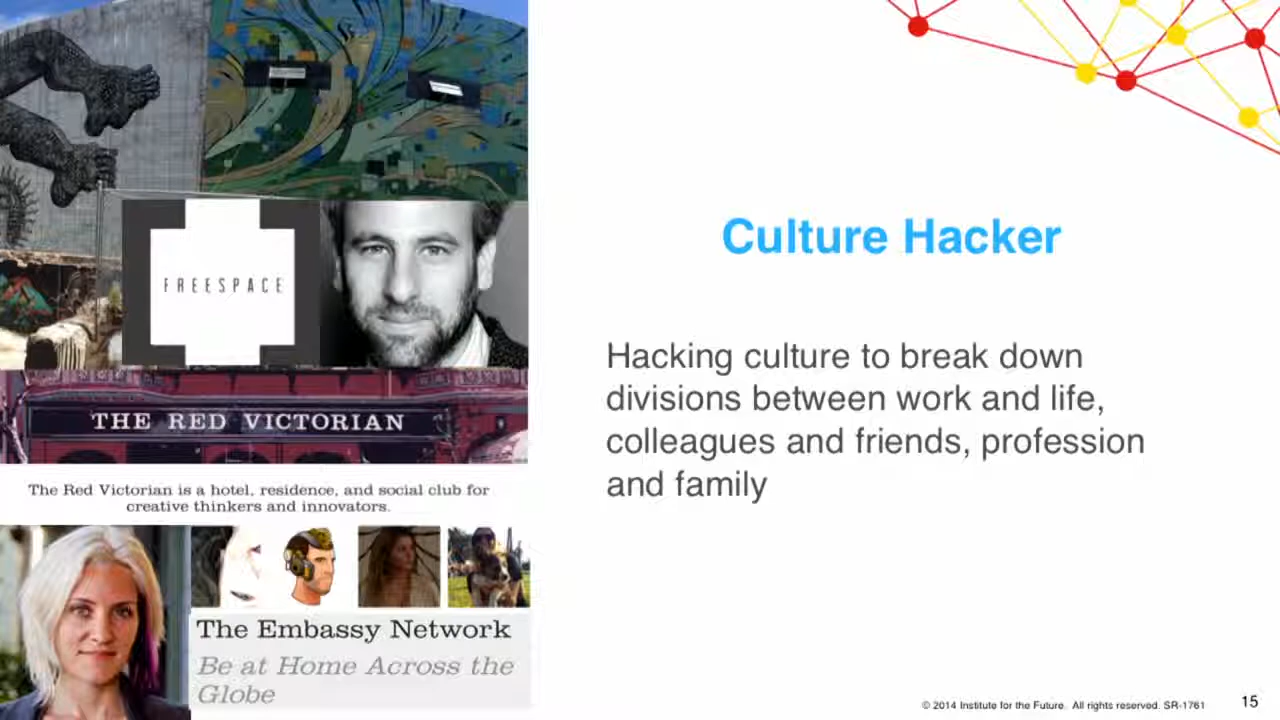 FREESPACE
THE RED VICTORIAN
The Red Victorian is a hotel, residence, and social club for
creative thinkers and innovators.
The Embassy Network
Be at Home Across the
Globe
Culture Hacker
Hacking culture to break down
divisions between work and life,
colleagues and friends, profession
and family
© 2014 Institute for the Future. All rights reserved. SR-1761
15